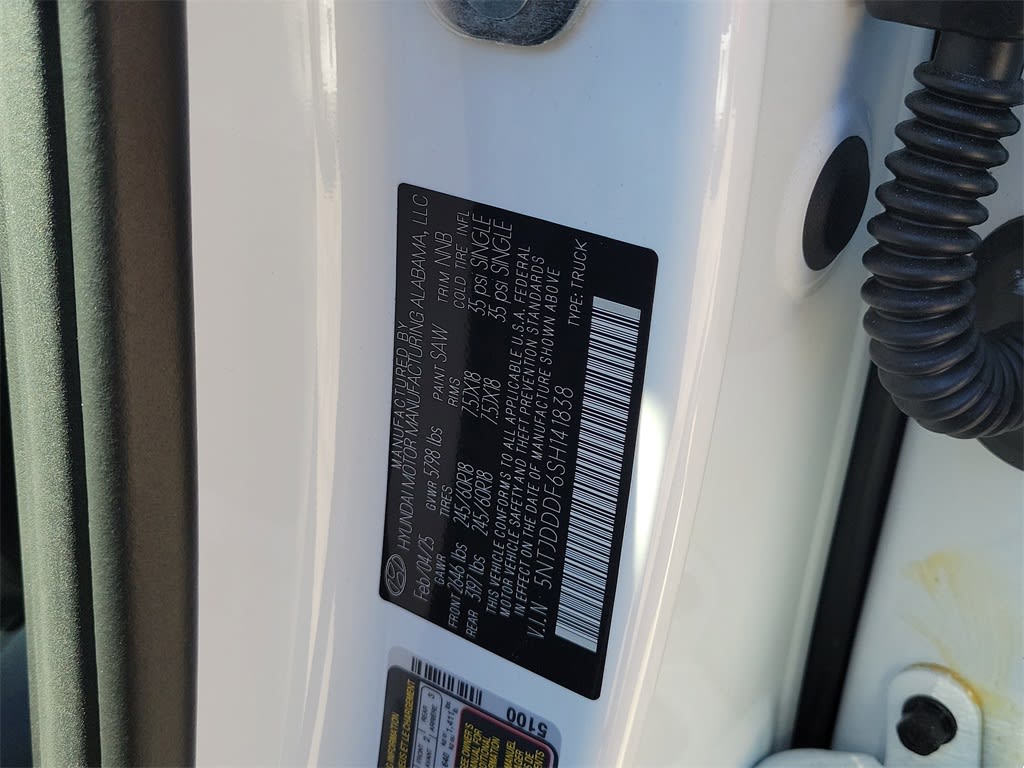 MANUFACTURED BY
HYUNDAI MOTOR MANUFACTURING ALABAMA, LLC
Feb/04/25 PAINT SAW TRIM NNB
GVWR 5798 lbs
GAWR TIRES RIMS COLD TIRE INFL
FRONT 2646 lbs 245/60R18 7.5JX18 35 psi SINGLE
REAR 3197 lbs 245/60R18 7.5JX18 35 psi SINGLE
THIS VEHICLE CONFORMS TO ALL APPLICABLE U.S.A. FEDERAL
MOTOR VEHICLE SAFETY AND THEFT PREVENTION STANDARDS
IN EFFECT ON THE DATE OF MANUFACTURE SHOWN ABOVE
V.I.N : 5NTJDDDF6SH141838 TYPE:TRUCK
5100